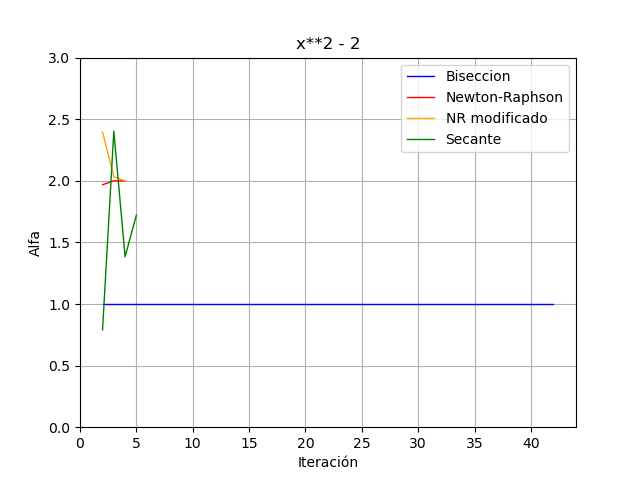 x**2 - 2
Biseccion
Newton-Raphson
NR modificado
Secante
Alfa
3.0
2.5
2.0
1.5
1.0
0.5
0.0
0 5 10 15 20 25 30 35 40
Iteración